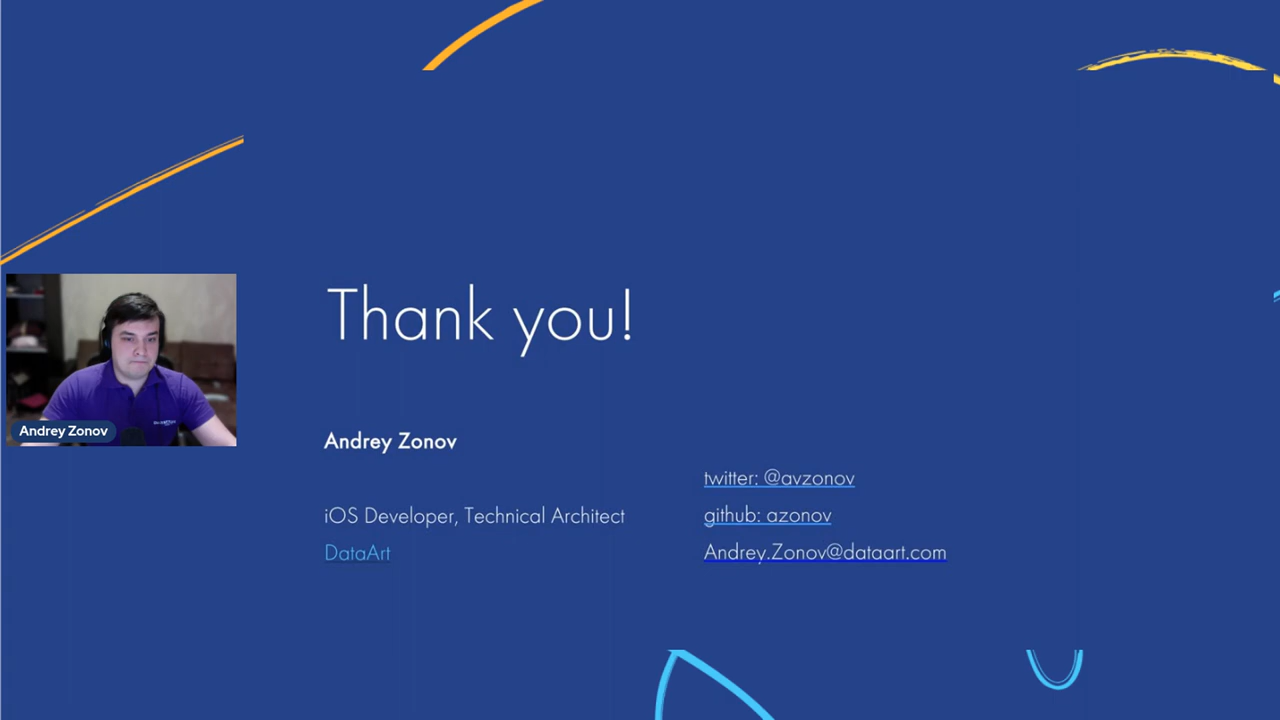 Thank you!
Andrey Zonov
Andrey Zonov
twitter: @avzonov
iOS Developer, Technical Architect
github: azonov
DataArt
Andrey.Zonov@dataart.com